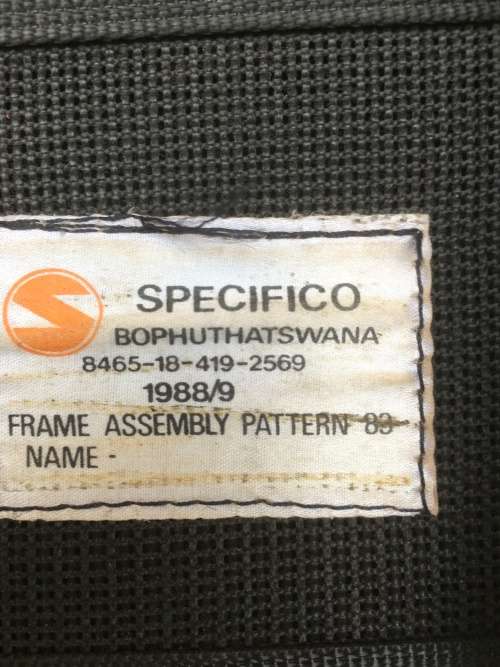 SPECIFICO
BOPHUTHATSWANA
8465-18-419-2569
1988/9
FRAME ASSEMBLY PATTERN 83
NAME -